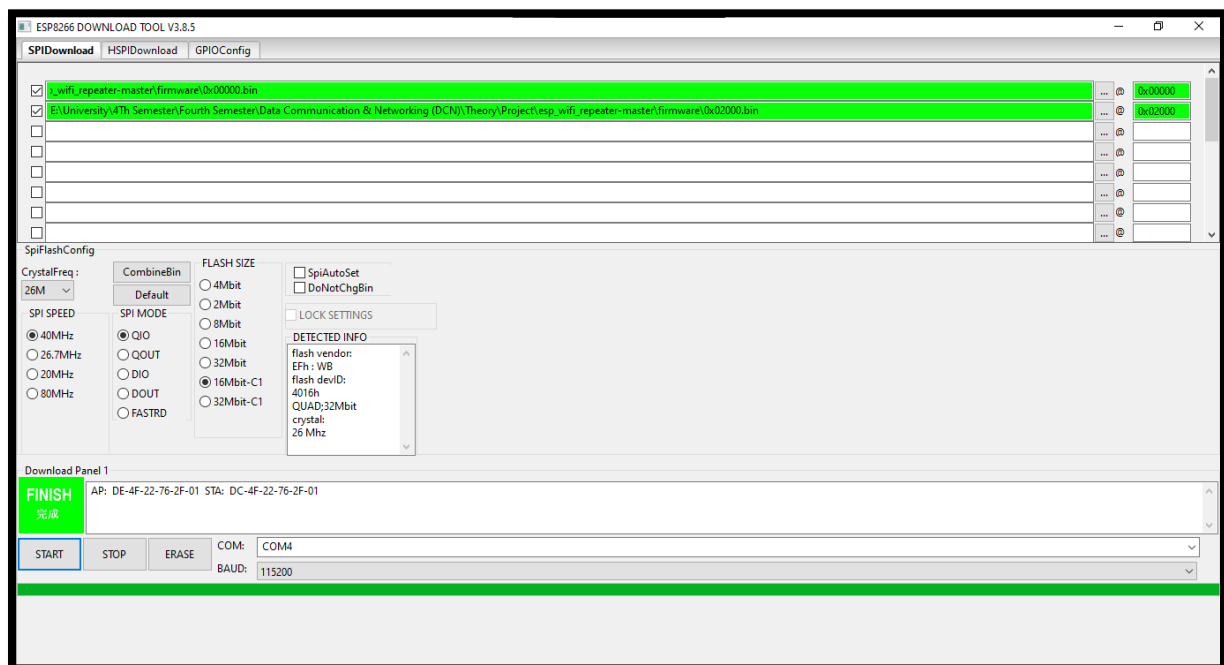 ESP8266 DOWNLOAD TOOL V3.8.5
SPIDownload HSPIDownload GPIOConfig
_wifi_repeater-master\firmware\0x00000.bin ... @ 0x00000
E:\University\4Th Semester\Fourth Semester\Data Communication & Networking (DCN)\Theory\Project\esp_wifi_repeater-master\firmware\0x02000.bin ... @ 0x02000
... @
... @
... @
... @
... @
... @
SpiFlashConfig
CrystalFreq :
26M
CombineBin
Default
SPI SPEED
40MHz
26.7MHz
20MHz
80MHz
SPI MODE
QIO
QOUT
DIO
DOUT
FASTRD
FLASH SIZE
4Mbit
2Mbit
8Mbit
16Mbit
32Mbit
16Mbit-C1
32Mbit-C1
SpiAutoSet
DoNotChgBin
LOCK SETTINGS
DETECTED INFO
flash vendor:
EFh : WB
flash devID:
4016h
QUAD;32Mbit
crystal:
26 Mhz
Download Panel 1
FINISH
完成
AP: DE-4F-22-76-2F-01 STA: DC-4F-22-76-2F-01
START STOP ERASE
COM: COM4
BAUD: 115200